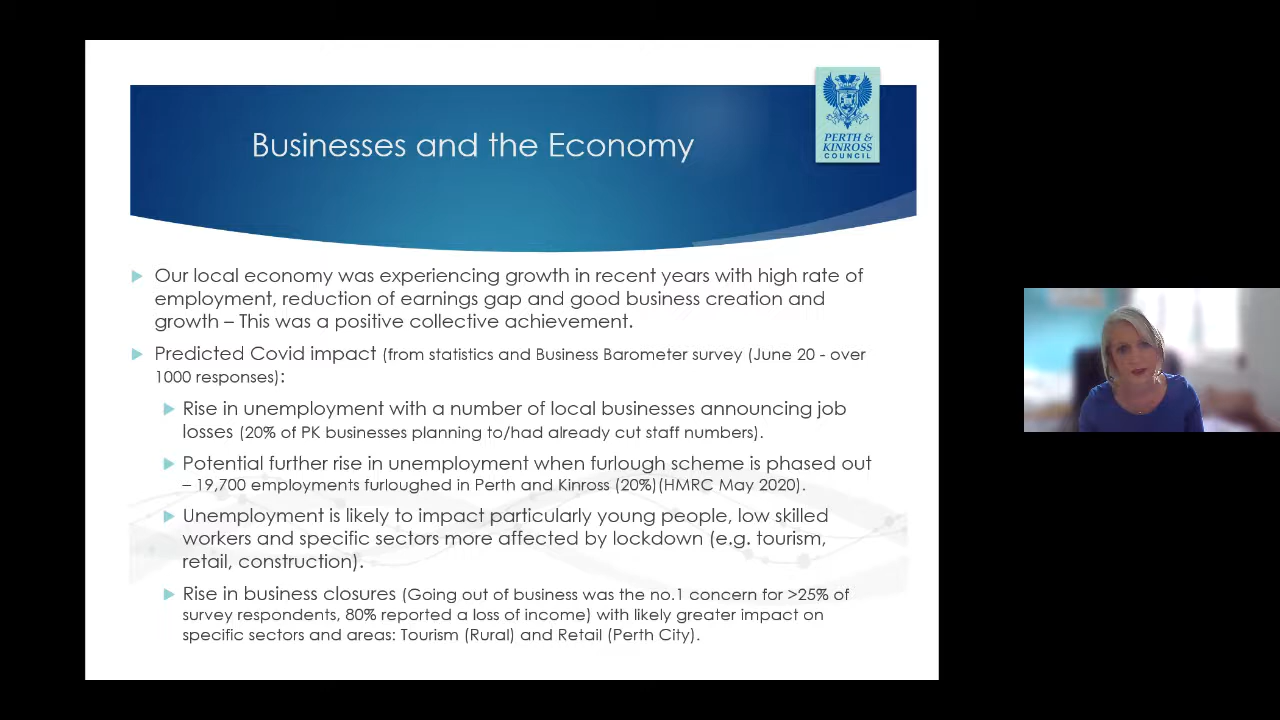 Businesses and the Economy
PERTH &
KINROSS
COUNCIL
Our local economy was experiencing growth in recent years with high rate of
employment, reduction of earnings gap and good business creation and
growth – This was a positive collective achievement.
Predicted Covid impact (from statistics and Business Barometer survey (June 20 - over
1000 responses):
Rise in unemployment with a number of local businesses announcing job
losses (20% of PK businesses planning to/had already cut staff numbers).
Potential further rise in unemployment when furlough scheme is phased out
– 19,700 employments furloughed in Perth and Kinross (20%)(HMRC May 2020).
Unemployment is likely to impact particularly young people, low skilled
workers and specific sectors more affected by lockdown (e.g. tourism,
retail, construction).
Rise in business closures (Going out of business was the no.1 concern for >25% of
survey respondents, 80% reported a loss of income) with likely greater impact on
specific sectors and areas: Tourism (Rural) and Retail (Perth City).